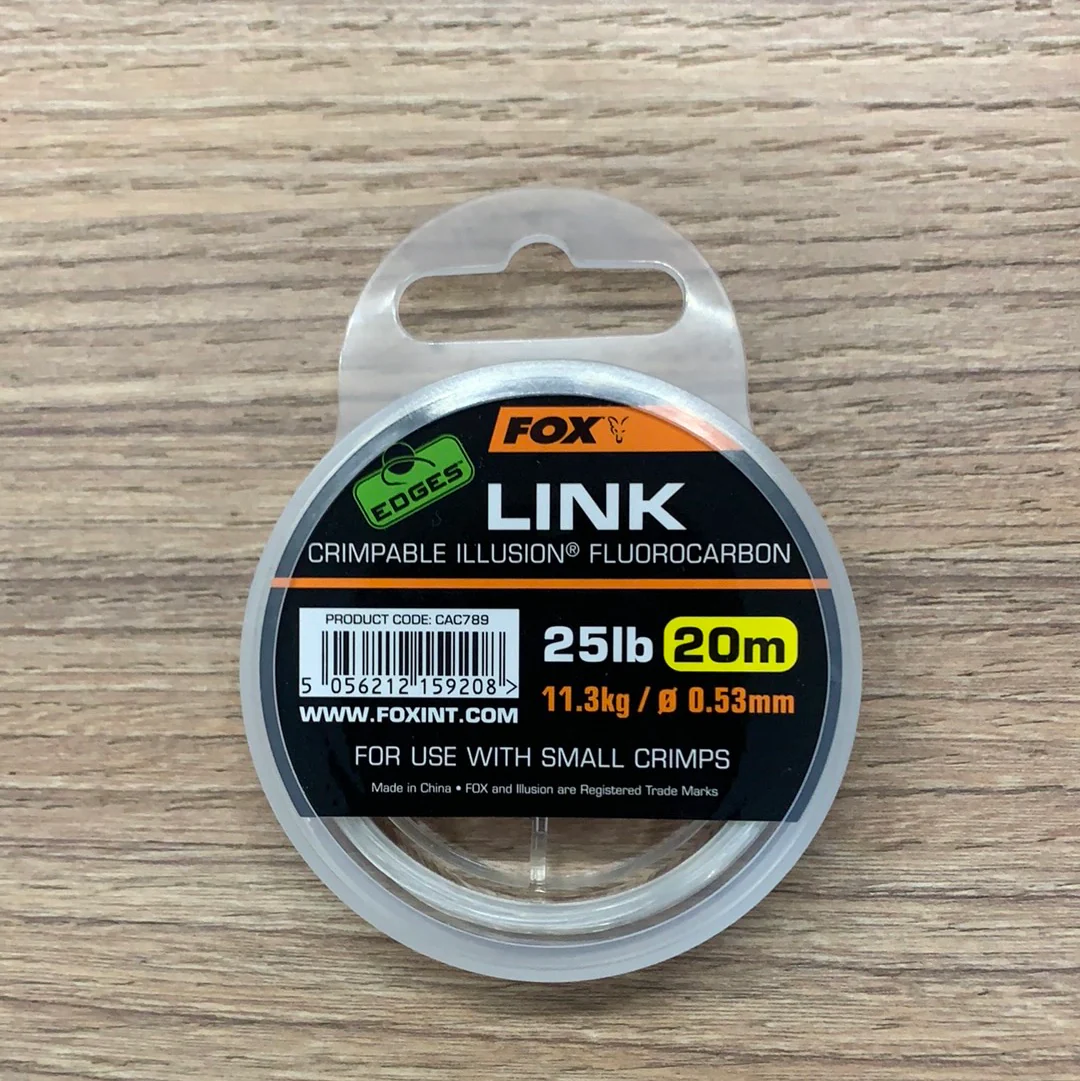 FOX
EDGES™
LINK
CRIMPABLE ILLUSION® FLUOROCARBON
PRODUCT CODE: CAC789
5 056212 159208 >
WWW.FOXINT.COM
25lb 20m
11.3kg / ø 0.53mm
FOR USE WITH SMALL CRIMPS
Made in China • FOX and Illusion are Registered Trade Marks